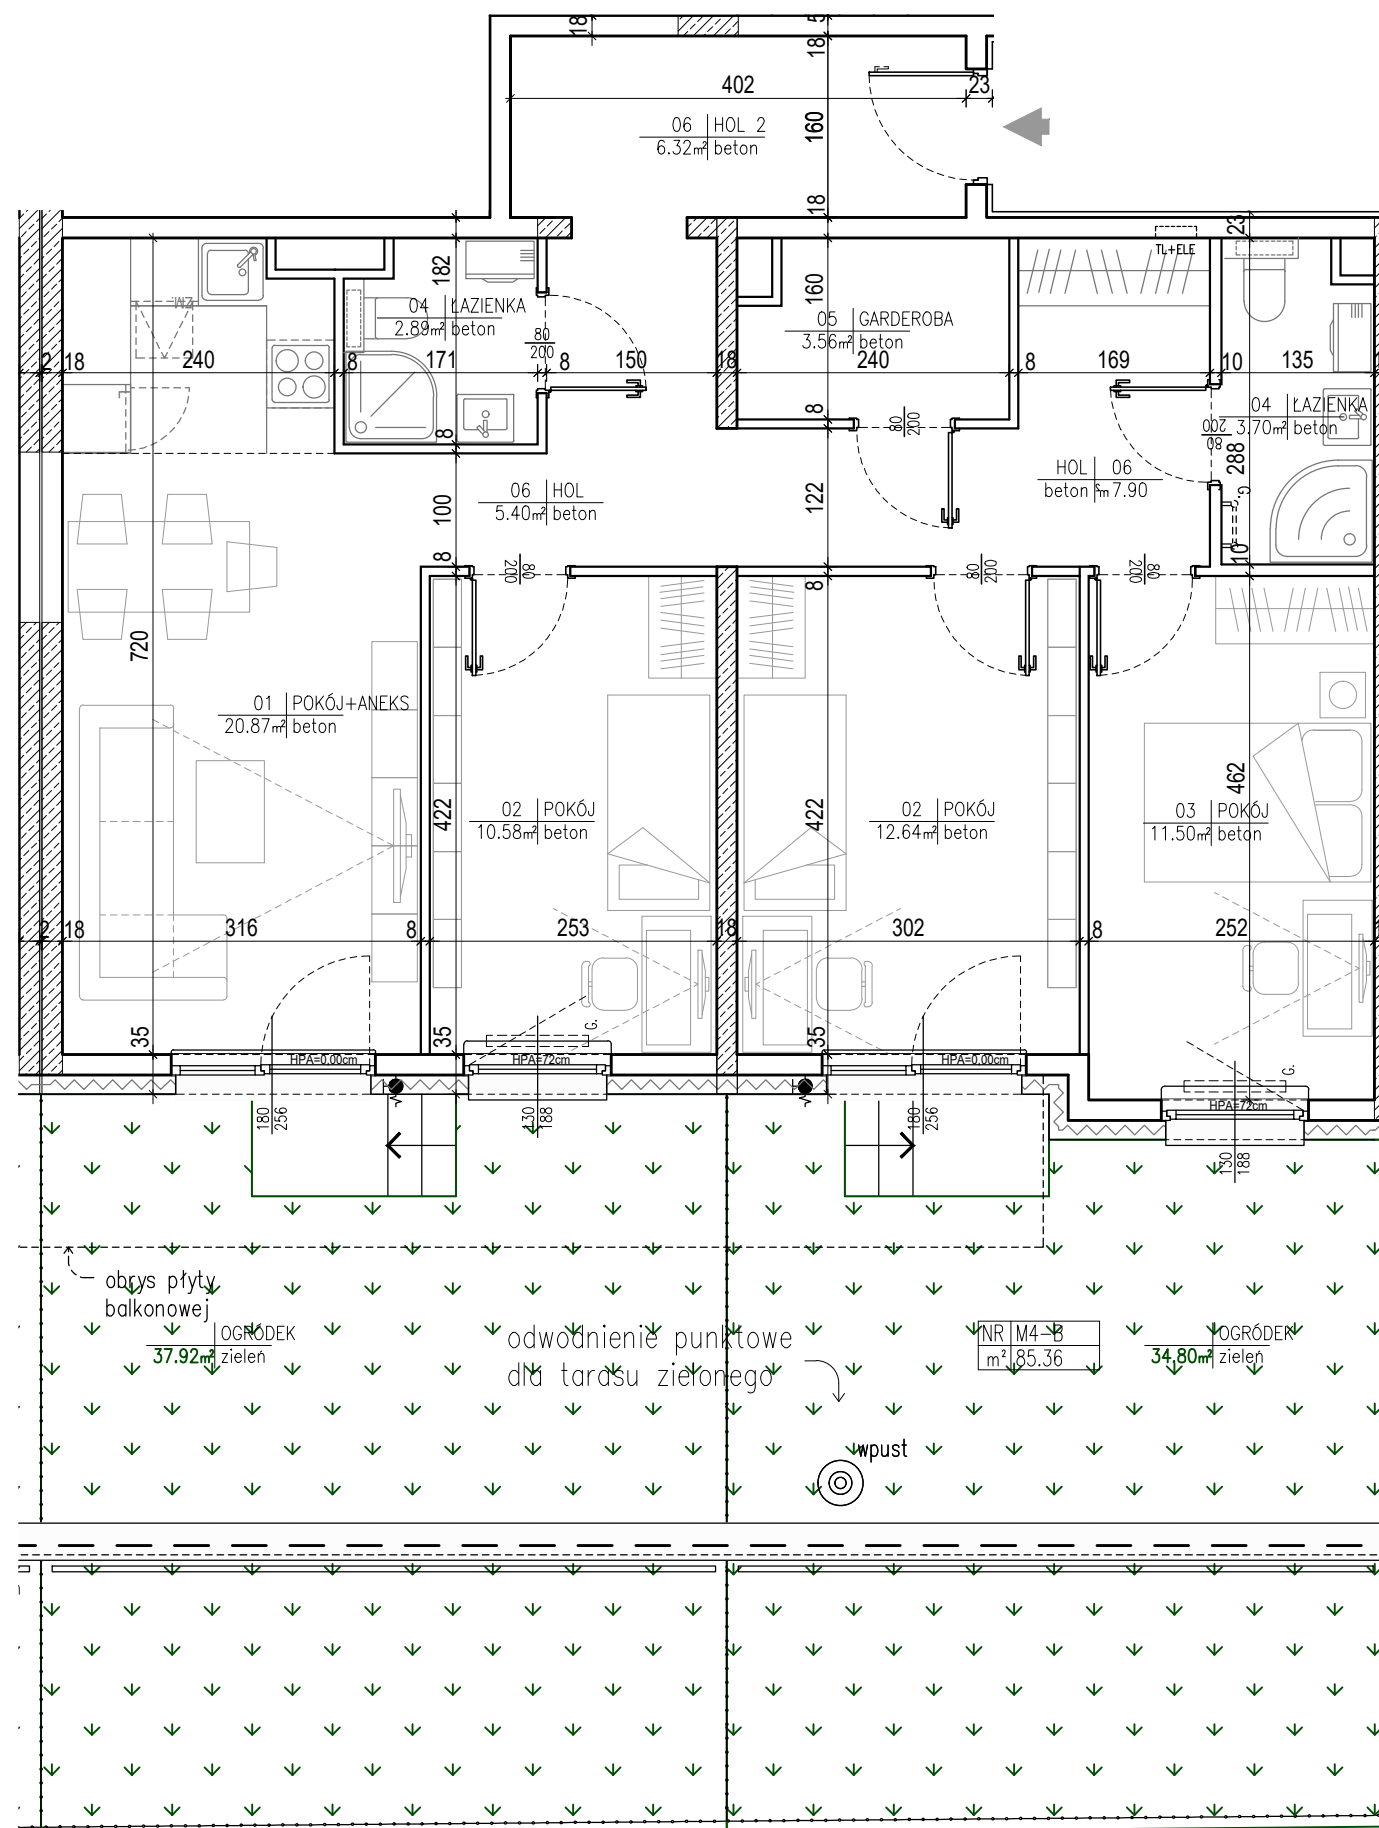 18
5
18
402
23
160
06 HOL 2
6.32m² beton
18
23
TL+ELE
182
160
ZM
04 ŁAZIENKA
2.89m² beton
05 GARDEROBA
3.56m² beton
80
200
2 18 240 8 171 8 150 18 240 8 169 10 135
04 ŁAZIENKA
3.70m² beton
80
200
8
8
80
200
288
G.
HOL 06
beton 7.90
06 HOL
5.40m² beton
100
122
10
8
8
80
200
80
200
80
200
720
01 POKÓJ+ANEKS
20.87m² beton
462
422
422
02 POKÓJ
10.58m² beton
02 POKÓJ
12.64m² beton
03 POKÓJ
11.50m² beton
2 18 316 8 253 18 302 8 252
35
35
35
G.
HPA=0,00cm
HPA=72cm
HPA=0,00cm
G.
HPA=72cm
180
256
130
188
180
256
130
188
obrys płyty
balkonowej
OGRÓDEK
37.92m² zieleń
odwodnienie punktowe
dla tarasu zielonego
NR M4-B
m² 85.36
OGRÓDEK
34,80m² zieleń
wpust